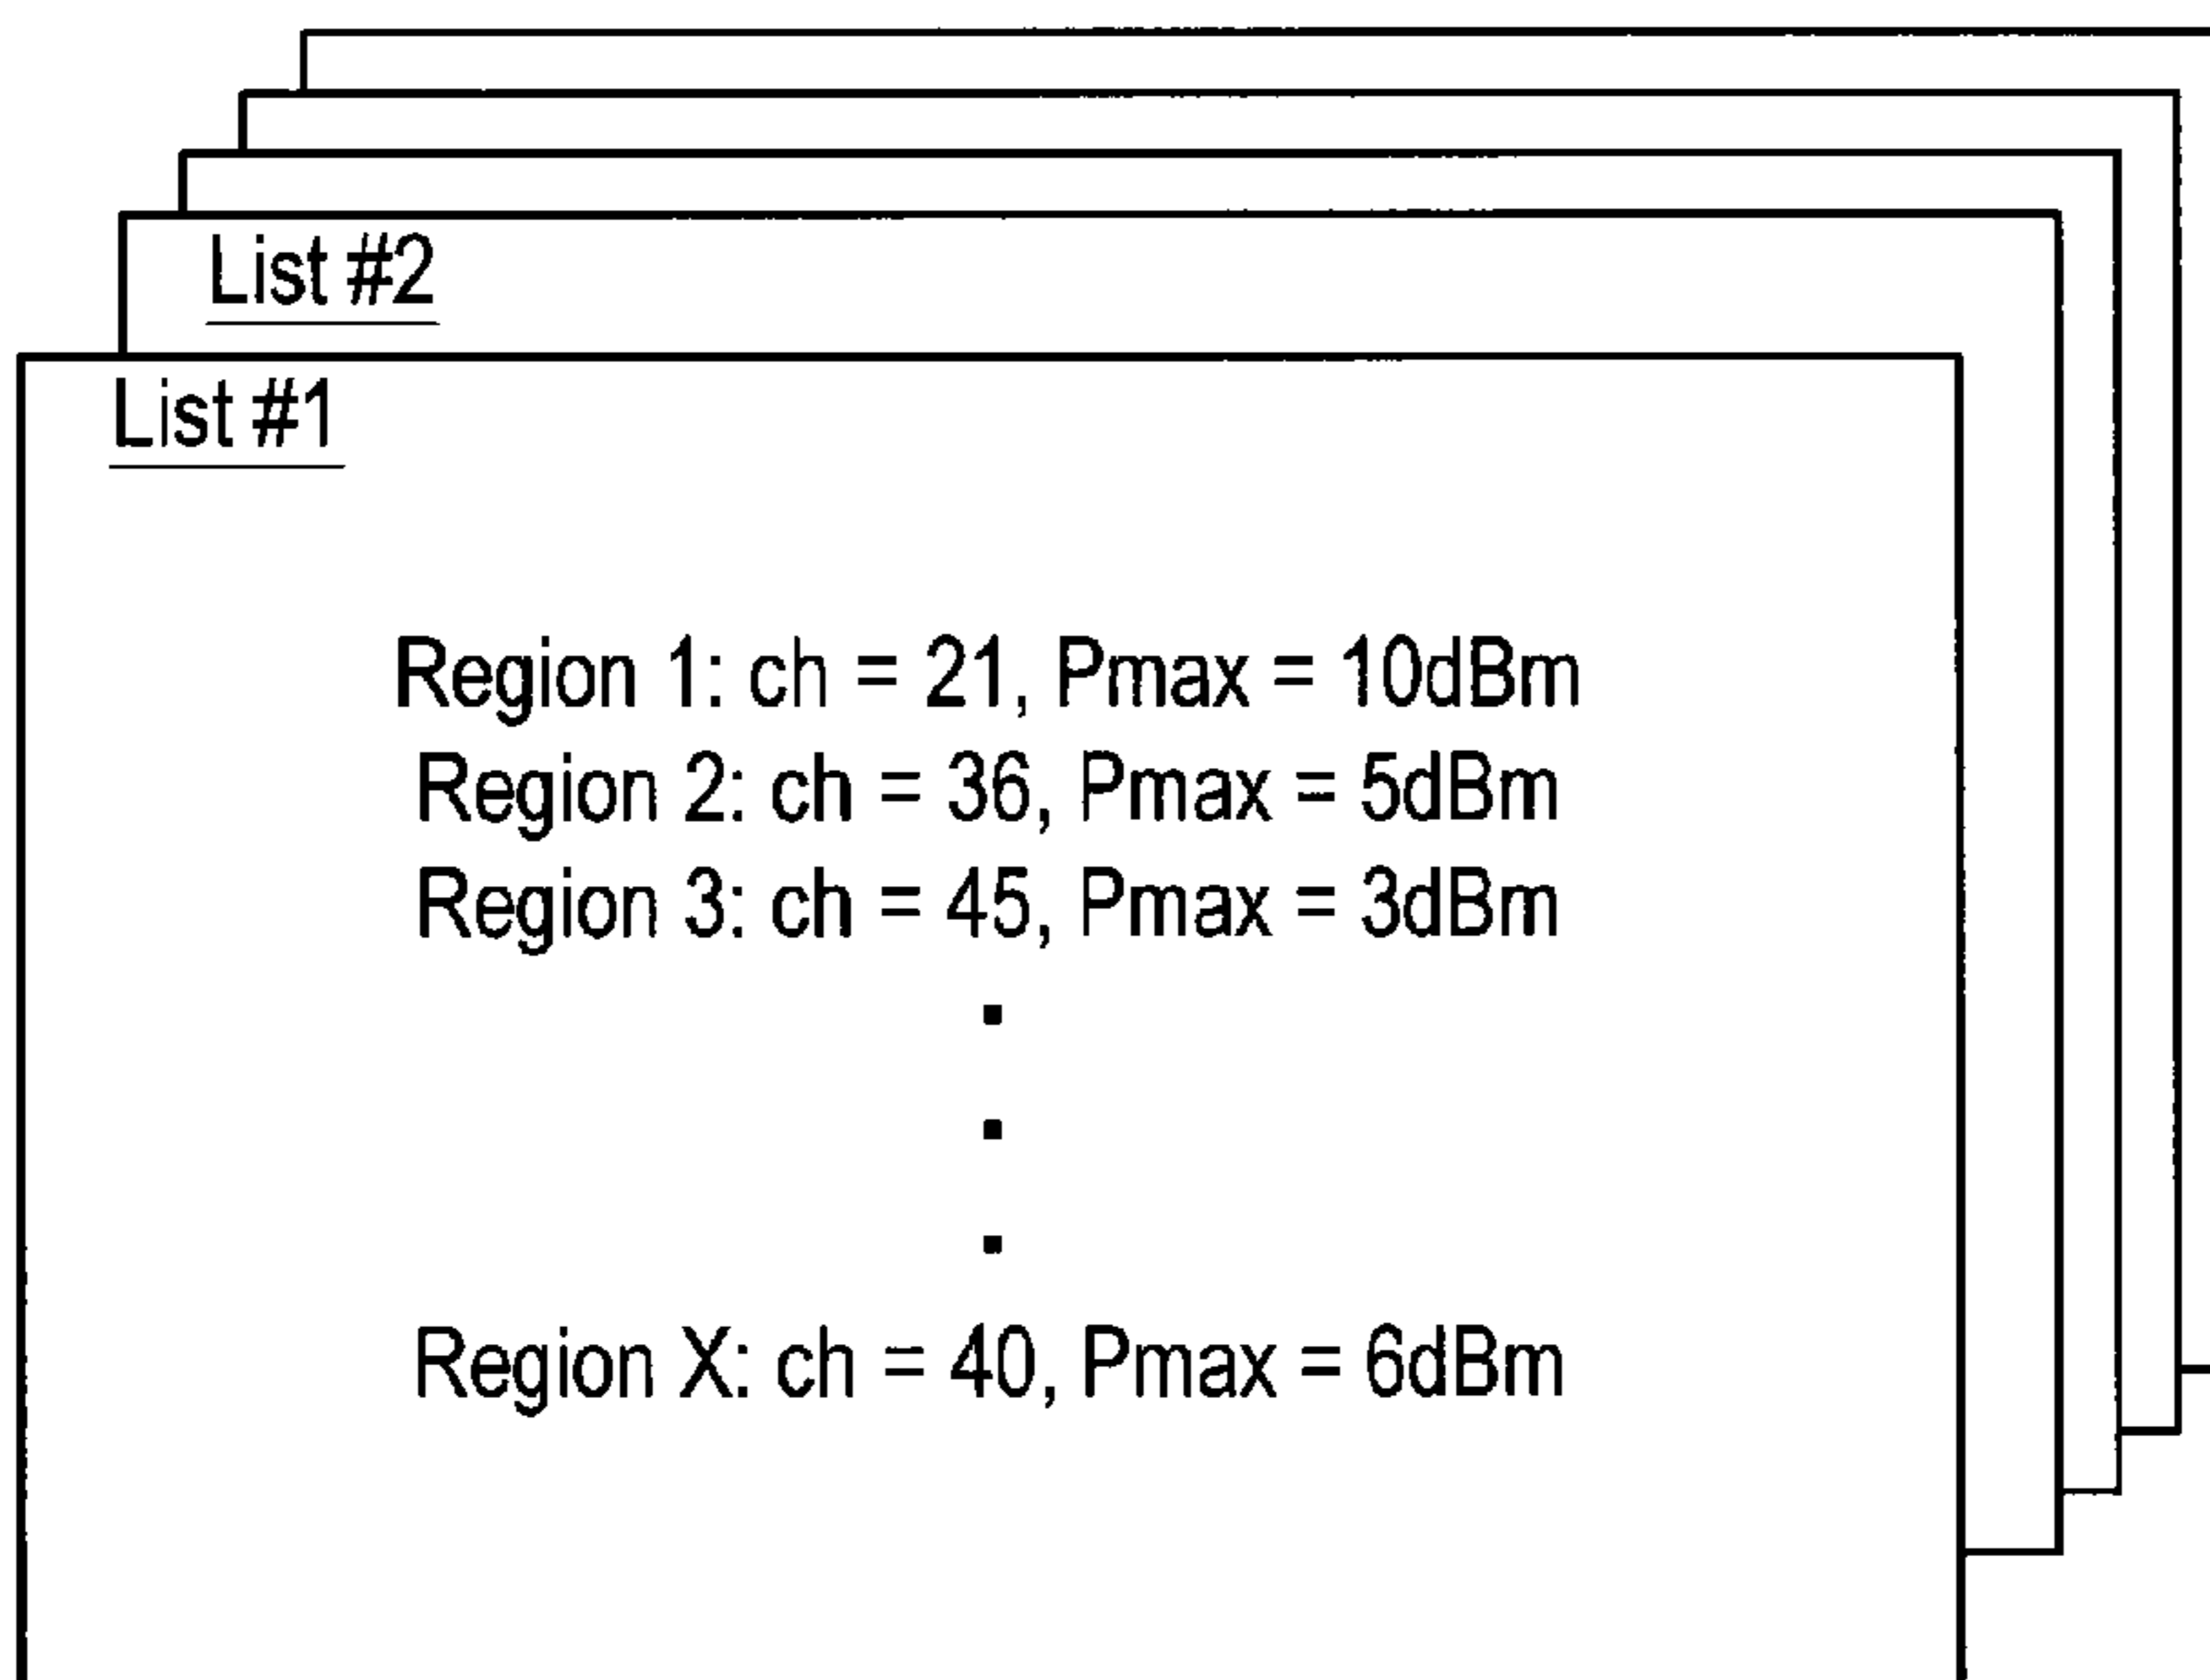 List #2
List #1
Region 1: ch = 21, Pmax = 10dBm
Region 2: ch = 36, Pmax = 5dBm
Region 3: ch = 45, Pmax = 3dBm
.
.
.
Region X: ch = 40, Pmax = 6dBm